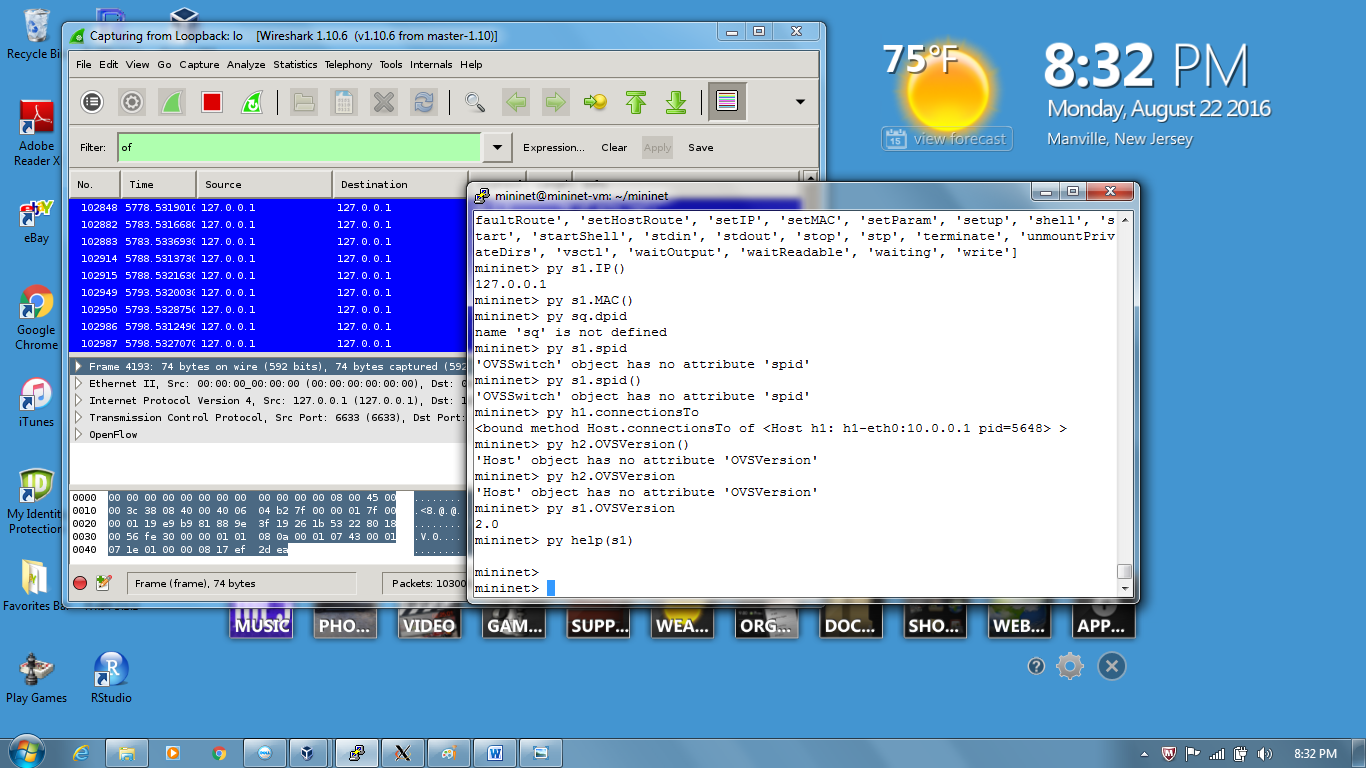 Recycle Bi
Adobe
Reader X
eBay
Google
Chrome
iTunes
My Identit
Protection
Favorites Ba
Play Games
RStudio
Capturing from Loopback: lo [Wireshark 1.10.6 (v1.10.6 from master-1.10)]
File Edit View Go Capture Analyze Statistics Telephony Tools Internals Help
Filter: of Expression... Clear Apply Save
No. Time Source Destination
102848 5778.5319010 127.0.0.1 127.0.0.1
102882 5783.5316680 127.0.0.1 127.0.0.1
102883 5783.5336930 127.0.0.1 127.0.0.1
102914 5788.5313730 127.0.0.1 127.0.0.1
102915 5788.5321630 127.0.0.1 127.0.0.1
102949 5793.5320030 127.0.0.1 127.0.0.1
102950 5793.5328750 127.0.0.1 127.0.0.1
102986 5798.5312490 127.0.0.1 127.0.0.1
102987 5798.5327070 127.0.0.1 127.0.0.1
Frame 4193: 74 bytes on wire (592 bits), 74 bytes captured (592
Ethernet II, Src: 00:00:00_00:00:00 (00:00:00:00:00:00), Dst: 0
Internet Protocol Version 4, Src: 127.0.0.1 (127.0.0.1), Dst: 1
Transmission Control Protocol, Src Port: 6633 (6633), Dst Port
OpenFlow
0000 00 00 00 00 00 00 00 00 00 00 00 00 08 00 45 00 ........
0010 00 3c 38 08 40 00 40 06 04 b2 7f 00 00 01 7f 00 .<8.@.@.
0020 00 01 19 e9 b9 81 88 9e 3f 19 26 1b 53 22 80 18 ........
0030 00 56 fe 30 00 00 01 01 08 0a 00 01 07 43 00 01 .V.0....
0040 07 1e 01 00 00 08 17 ef 2d ea ........
Frame (frame), 74 bytes Packets: 10300
mininet@mininet-vm: ~/mininet
faultRoute', 'setHostRoute', 'setIP', 'setMAC', 'setParam', 'setup', 'shell', 's
tart', 'startShell', 'stdin', 'stdout', 'stop', 'stp', 'terminate', 'unmountPriv
ateDirs', 'vsctl', 'waitOutput', 'waitReadable', 'waiting', 'write']
mininet> py s1.IP()
127.0.0.1
mininet> py s1.MAC()
mininet> py sq.dpid
name 'sq' is not defined
mininet> py s1.spid
'OVSSwitch' object has no attribute 'spid'
mininet> py s1.spid()
'OVSSwitch' object has no attribute 'spid'
mininet> py h1.connectionsTo
<bound method Host.connectionsTo of <Host h1: h1-eth0:10.0.0.1 pid=5648> >
mininet> py h2.OVSVersion()
'Host' object has no attribute 'OVSVersion'
mininet> py h2.OVSVersion
'Host' object has no attribute 'OVSVersion'
mininet> py s1.OVSVersion
2.0
mininet> py help(s1)
mininet>
mininet>
75°F
15 view forecast
8:32 PM
Monday, August 22 2016
Manville, New Jersey
MUSIC PHO... VIDEO GAM... SUPP... WEA... ORG... DOC... SHO... WEB... APP...
8:32 PM